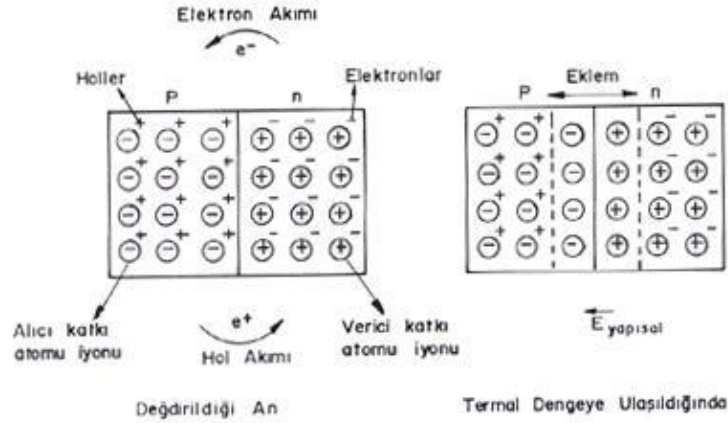 Elektron Akımı
e⁻
Holler
Elektronlar
P
n
Eklem
P
n
Alıcı katkı
atomu iyonu
e⁺
Hol Akımı
Verici katkı
atomu iyonu
E yapısal
Değdirildiği An
Termal Dengeye Ulaşıldığında